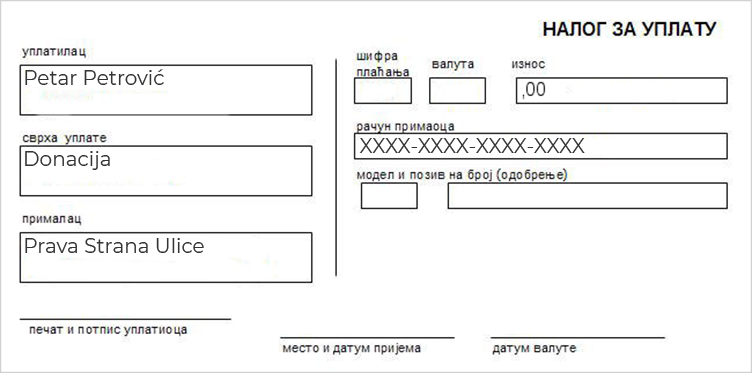 НАЛОГ ЗА УПЛАТУ
уплатилац
Petar Petrović
сврха уплате
Donacija
прималац
Prava Strana Ulice
печат и потпис уплатиоца
шифра
плаћања
валута
износ
,00
рачун примаоца
XXXX-XXXX-XXXX-XXXX
модел и позив на број (одобрење)
место и датум пријема
датум валуте